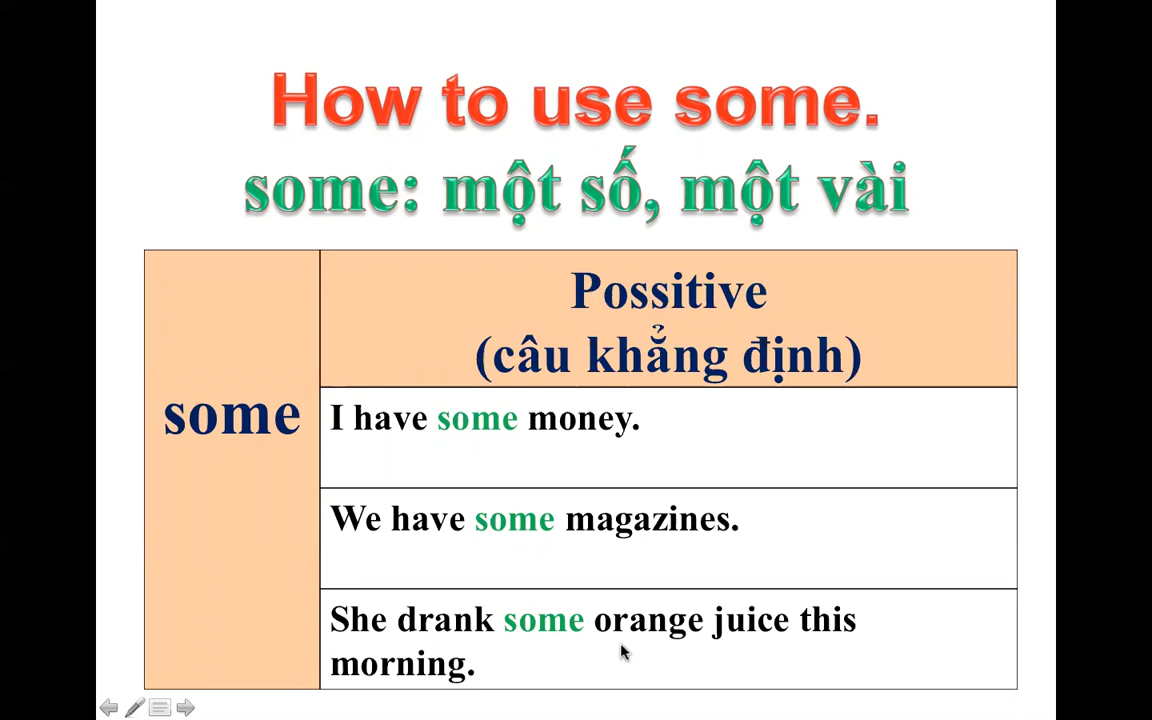 How to use some.
some: một số, một vài
Possitive
(câu khẳng định)
some
I have some money.
We have some magazines.
She drank some orange juice this
morning.